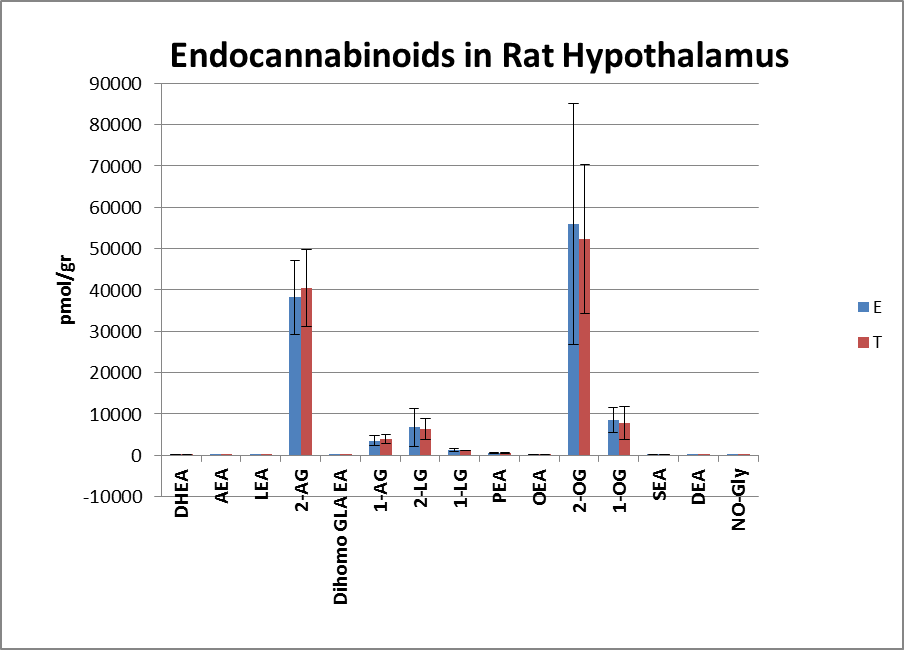 Endocannabinoids in Rat Hypothalamus
90000
80000
70000
60000
50000
40000
30000
20000
10000
0
-10000
pmol/gr
DHEA
AEA
LEA
2-AG
Dihomo GLA EA
1-AG
2-LG
1-LG
PEA
OEA
2-OG
1-OG
SEA
DEA
NO-Gly
E
T